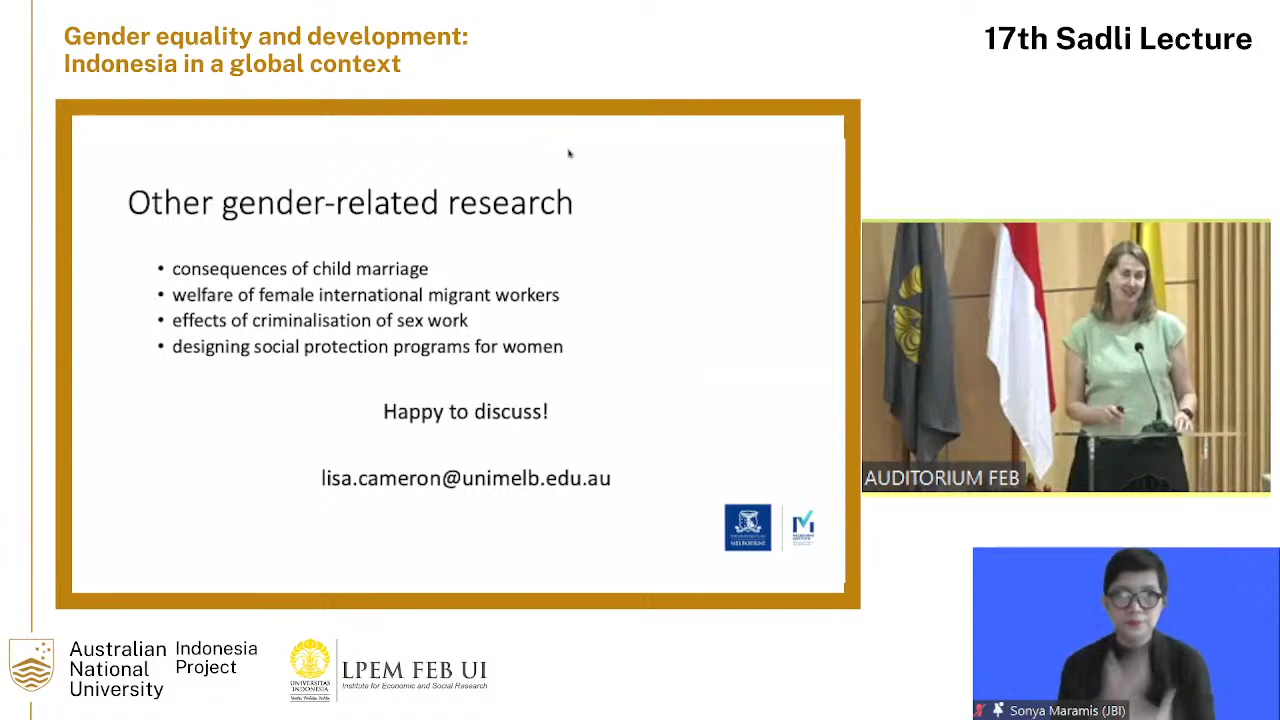 Gender equality and development:
Indonesia in a global context
17th Sadli Lecture
Other gender-related research
• consequences of child marriage
• welfare of female international migrant workers
• effects of criminalisation of sex work
• designing social protection programs for women
Happy to discuss!
lisa.cameron@unimelb.edu.au
MELBOURNE
AUDITORIUM FEB
Australian
National
University
Indonesia
Project
UNIVERSITAS
INDONESIA
LPEM FEB UI
Institute for Economic and Social Research
Sonya Maramis (JBI)